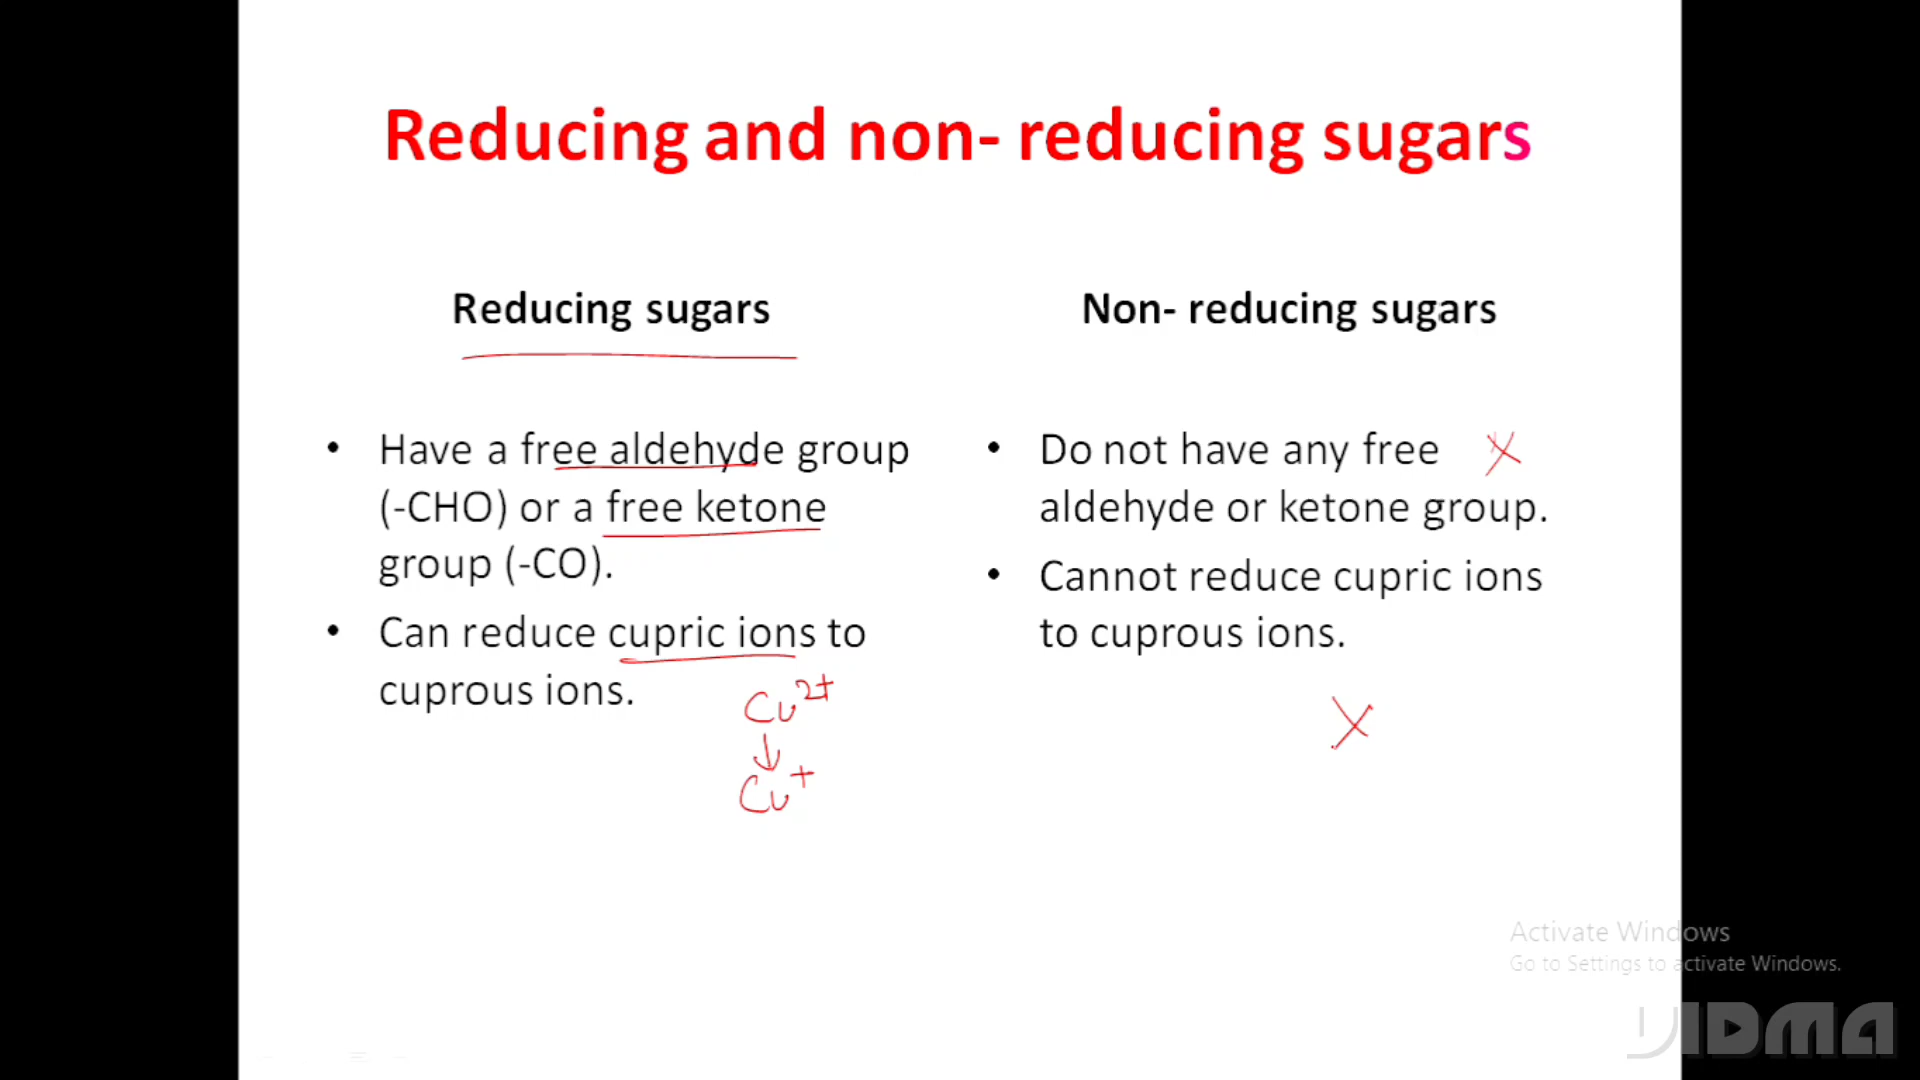 Reducing and non- reducing sugars
Reducing sugars
• Have a free aldehyde group
(-CHO) or a free ketone
group (-CO).
• Can reduce cupric ions to
cuprous ions.
Cu²⁺
↓
Cu⁺
Non- reducing sugars
• Do not have any free X
aldehyde or ketone group.
• Cannot reduce cupric ions
to cuprous ions.
X
Activate Windows
Go to Settings to activate Windows.
VIDMA